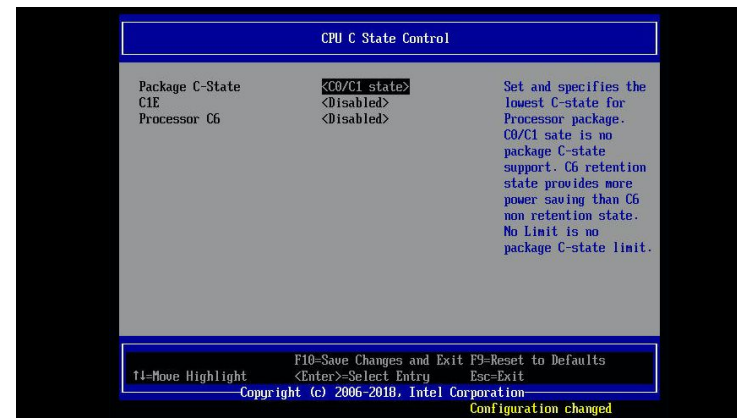 CPU C State Control
Package C-State <C0/C1 state>
C1E <Disabled>
Processor C6 <Disabled>
Set and specifies the
lowest C-state for
Processor package.
C0/C1 sate is no
package C-state
support. C6 retention
state provides more
power saving than C6
non retention state.
No Limit is no
package C-state limit.
F10=Save Changes and Exit F9=Reset to Defaults
↑↓=Move Highlight <Enter>=Select Entry Esc=Exit
Copyright (c) 2006-2018, Intel Corporation
Configuration changed